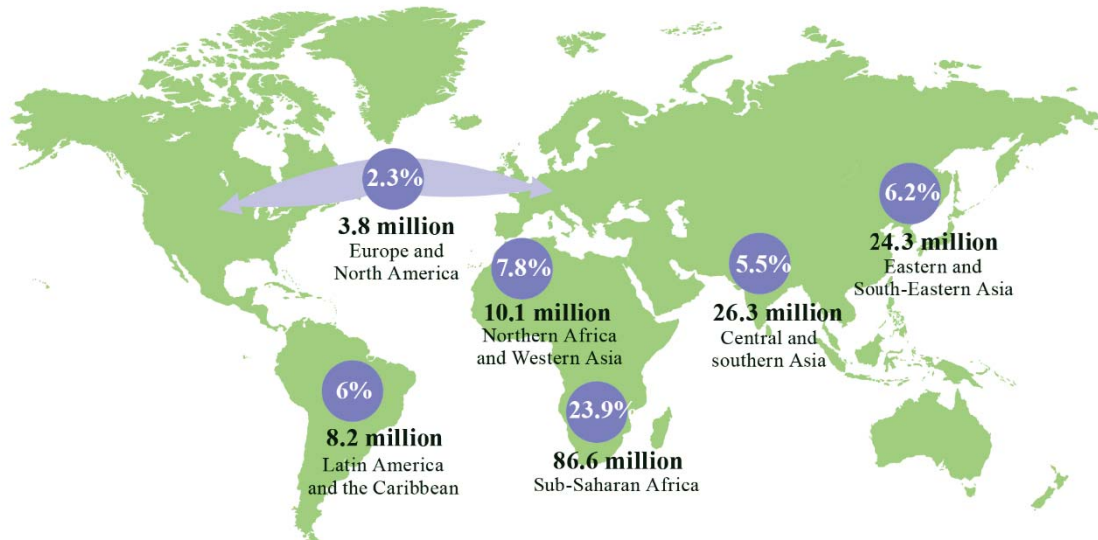 2.3%
3.8 million
Europe and
North America
7.8%
10.1 million
Northern Africa
and Western Asia
5.5%
26.3 million
Central and
southern Asia
6.2%
24.3 million
Eastern and
South-Eastern Asia
6%
8.2 million
Latin America
and the Caribbean
23.9%
86.6 million
Sub-Saharan Africa